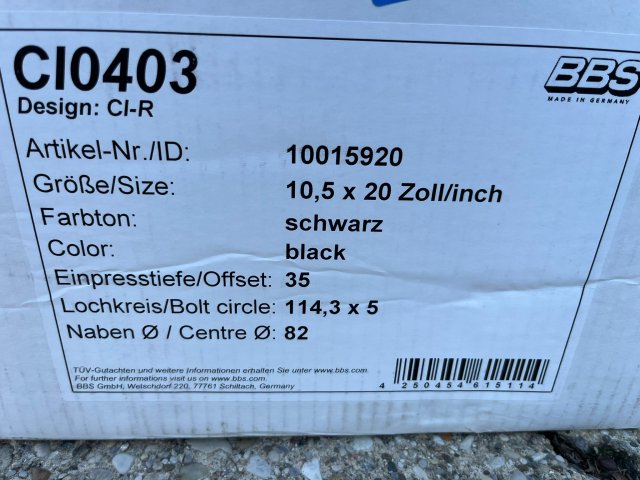 CI0403
BBS
MADE IN GERMANY
Design: CI-R
Artikel-Nr./ID: 10015920
Größe/Size: 10,5 x 20 Zoll/inch
Farbton: schwarz
Color: black
Einpresstiefe/Offset: 35
Lochkreis/Bolt circle: 114,3 x 5
Naben Ø / Centre Ø: 82
TÜV-Gutachten und weitere Informationen erhalten Sie unter www.bbs.com.
For further informations visit us on www.bbs.com.
BBS GmbH, Welschdorf 220, 77761 Schiltach, Germany
4 250454 615114